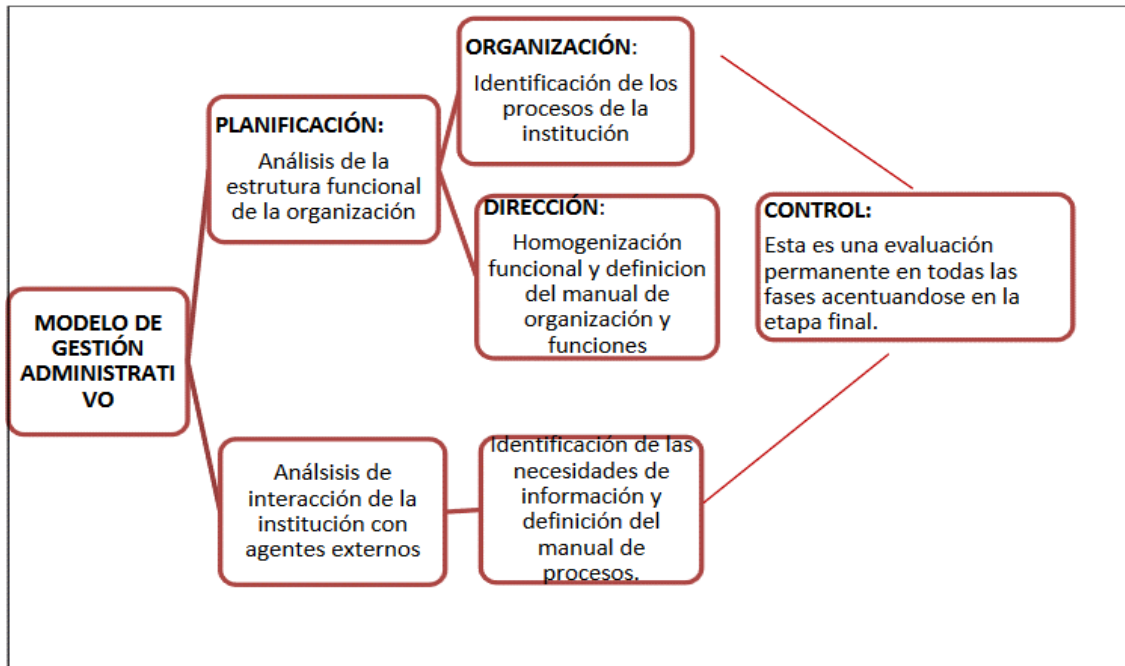 MODELO DE
GESTIÓN
ADMINISTRATI
VO
PLANIFICACIÓN:
Análisis de la
estrutura funcional
de la organización
ORGANIZACIÓN:
Identificación de los
procesos de la
institución
DIRECCIÓN:
Homogenización
funcional y definicion
del manual de
organización y
funciones
Análsisis de
interacción de la
institución con
agentes externos
Identificación de las
necesidades de
información y
definición del
manual de
procesos.
CONTROL:
Esta es una evaluación
permanente en todas las
fases acentuandose en la
etapa final.